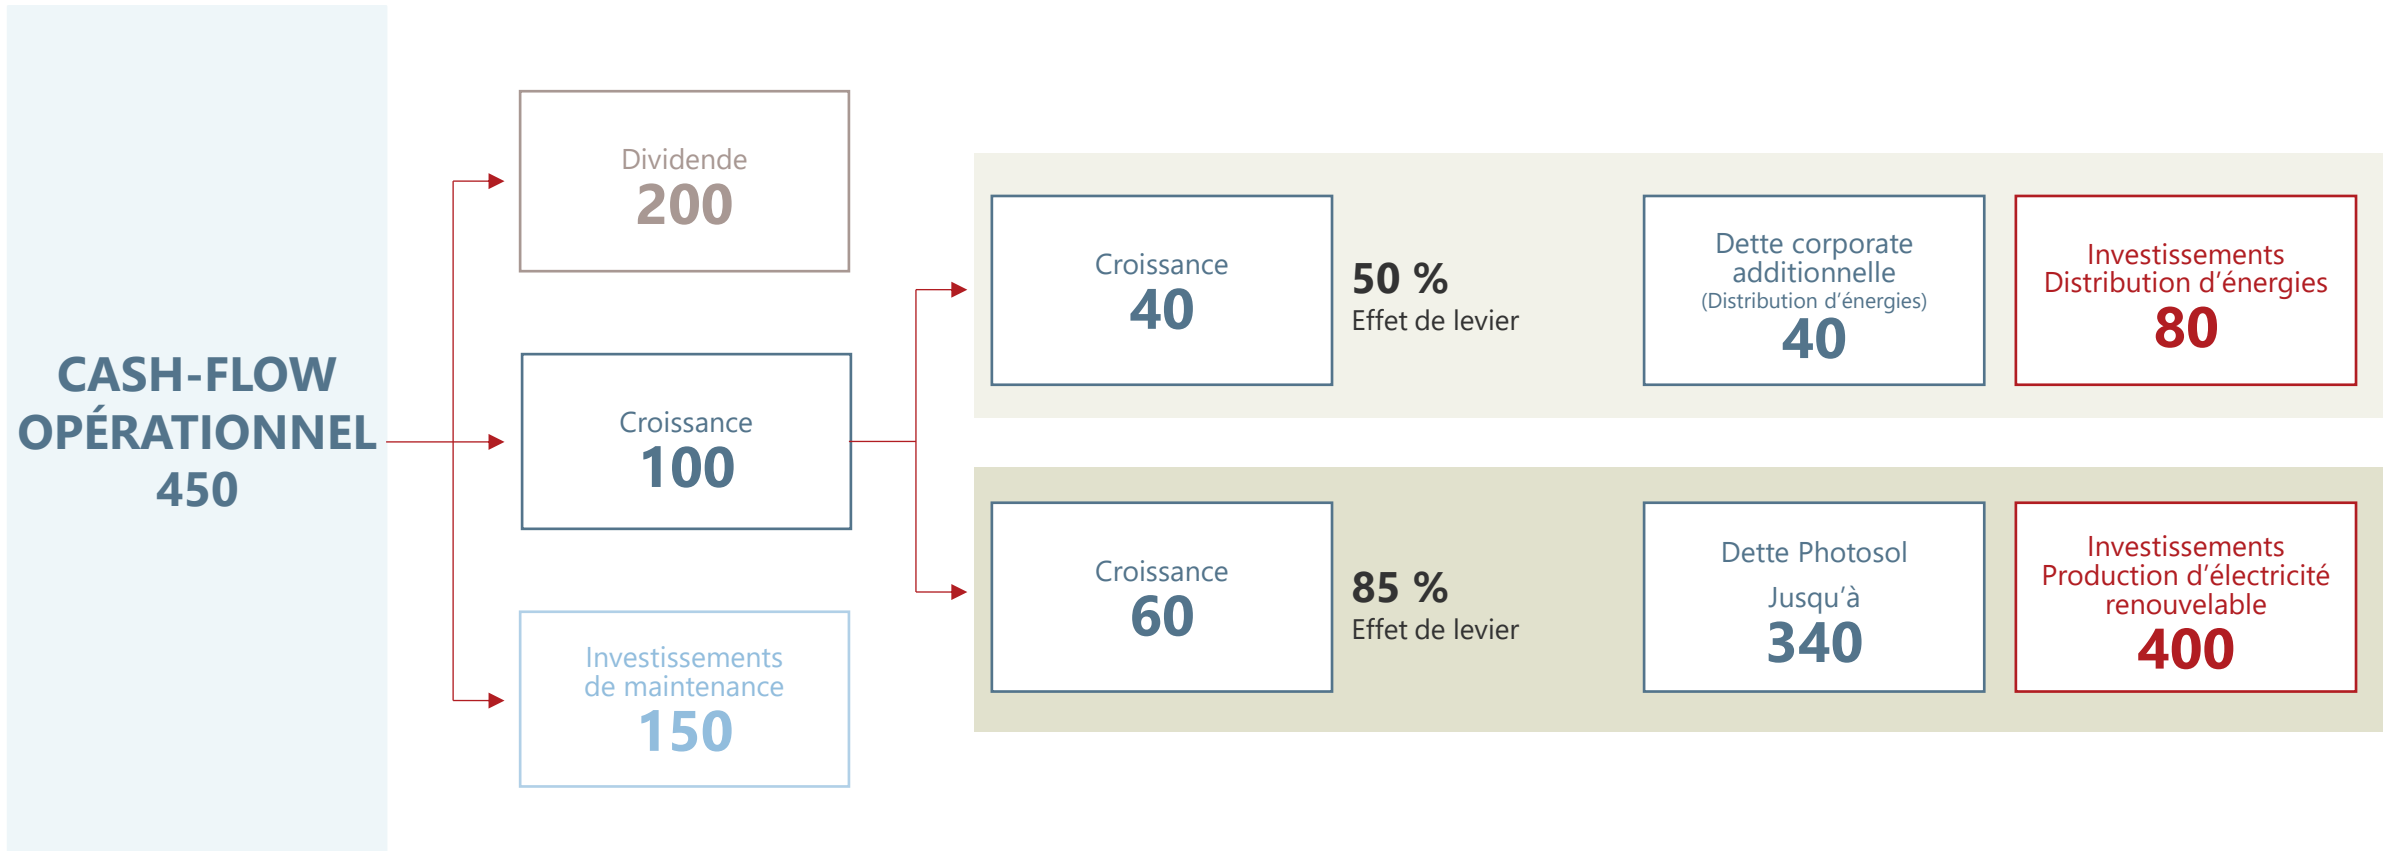 CASH-FLOW
OPÉRATIONNEL
450
Dividende
200
Croissance
100
Investissements
de maintenance
150
Croissance
40
50 %
Effet de levier
Dette corporate
additionnelle
(Distribution d’énergies)
40
Investissements
Distribution d’énergies
80
Croissance
60
85 %
Effet de levier
Dette Photosol
Jusqu’à
340
Investissements
Production d’électricité
renouvelable
400